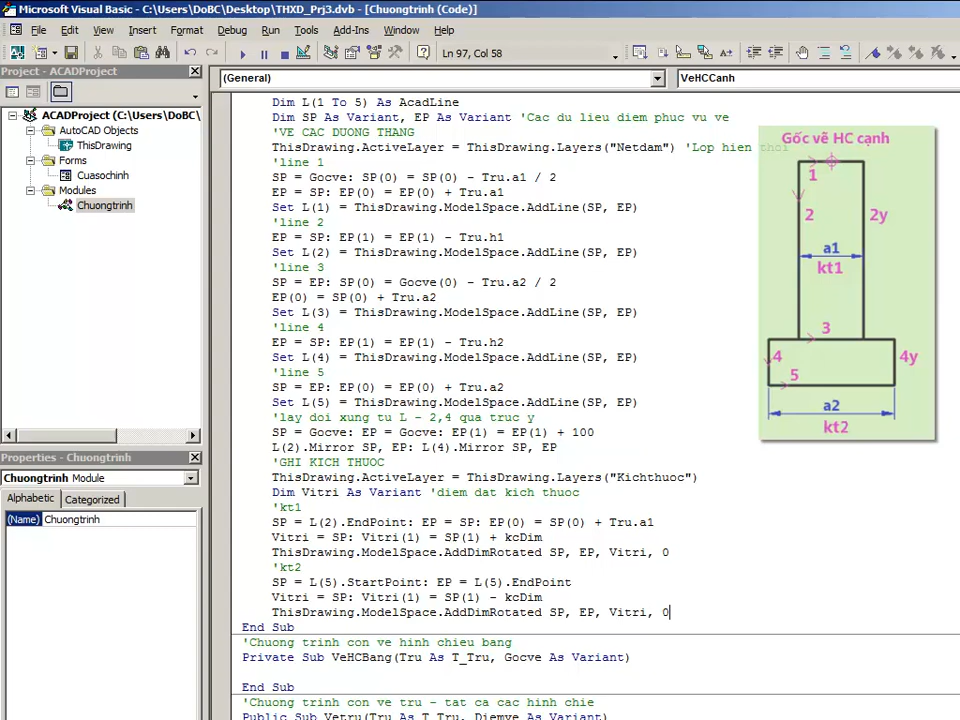 Microsoft Visual Basic - C:\Users\DoBC\Desktop\THXD_Prj3.dvb - [Chuongtrinh (Code)]
File Edit View Insert Format Debug Run Tools Add-Ins Window Help
Ln 97, Col 58
Project - ACADProject
ACADProject (C:\Users\DoBC\
AutoCAD Objects
ThisDrawing
Forms
Cuasochinh
Modules
Chuongtrinh
Properties - Chuongtrinh
Chuongtrinh Module
Alphabetic Categorized
(Name) Chuongtrinh
(General) VeHCCanh
Dim L(1 To 5) As AcadLine
Dim SP As Variant, EP As Variant 'Cac du lieu diem phuc vu ve
'VE CAC DUONG THANG
ThisDrawing.ActiveLayer = ThisDrawing.Layers("Netdam") 'Lop hien thoi
'line 1
SP = Gocve: SP(0) = SP(0) - Tru.a1 / 2
EP = SP: EP(0) = EP(0) + Tru.a1
Set L(1) = ThisDrawing.ModelSpace.AddLine(SP, EP)
'line 2
EP = SP: EP(1) = EP(1) - Tru.h1
Set L(2) = ThisDrawing.ModelSpace.AddLine(SP, EP)
'line 3
SP = EP: SP(0) = Gocve(0) - Tru.a2 / 2
EP(0) = SP(0) + Tru.a2
Set L(3) = ThisDrawing.ModelSpace.AddLine(SP, EP)
'line 4
EP = SP: EP(1) = EP(1) - Tru.h2
Set L(4) = ThisDrawing.ModelSpace.AddLine(SP, EP)
'line 5
SP = EP: EP(0) = EP(0) + Tru.a2
Set L(5) = ThisDrawing.ModelSpace.AddLine(SP, EP)
'lay doi xung tu L - 2,4 qua truc y
SP = Gocve: EP = Gocve: EP(1) = EP(1) + 100
L(2).Mirror SP, EP: L(4).Mirror SP, EP
'GHI KICH THUOC
ThisDrawing.ActiveLayer = ThisDrawing.Layers("Kichthuoc")
Dim Vitri As Variant 'diem dat kich thuoc
'kt1
SP = L(2).EndPoint: EP = SP: EP(0) = SP(0) + Tru.a1
Vitri = SP: Vitri(1) = SP(1) + kcDim
ThisDrawing.ModelSpace.AddDimRotated SP, EP, Vitri, 0
'kt2
SP = L(5).StartPoint: EP = L(5).EndPoint
Vitri = SP: Vitri(1) = SP(1) - kcDim
ThisDrawing.ModelSpace.AddDimRotated SP, EP, Vitri, 0
End Sub
'Chuong trinh con ve hinh chieu bang
Private Sub VeHCBang(Tru As T_Tru, Gocve As Variant)
End Sub
'Chuong trinh con ve tru - tat ca cac hinh chie
Public Sub Vetru(Tru As T_Tru, Diemve As Variant)
Gốc vẽ HC cạnh
1
2 2y
a1
kt1
3
4 4y
5
a2
kt2